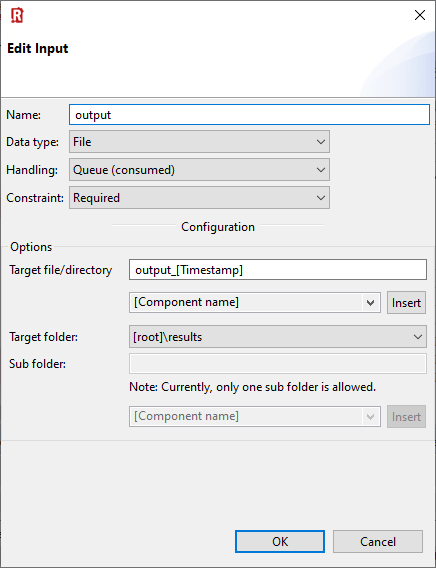 R
Edit Input
Name: output
Data type: File
Handling: Queue (consumed)
Constraint: Required
Configuration
Options
Target file/directory output_[Timestamp]
[Component name] Insert
Target folder: [root]\results
Sub folder:
Note: Currently, only one sub folder is allowed.
[Component name] Insert
OK Cancel